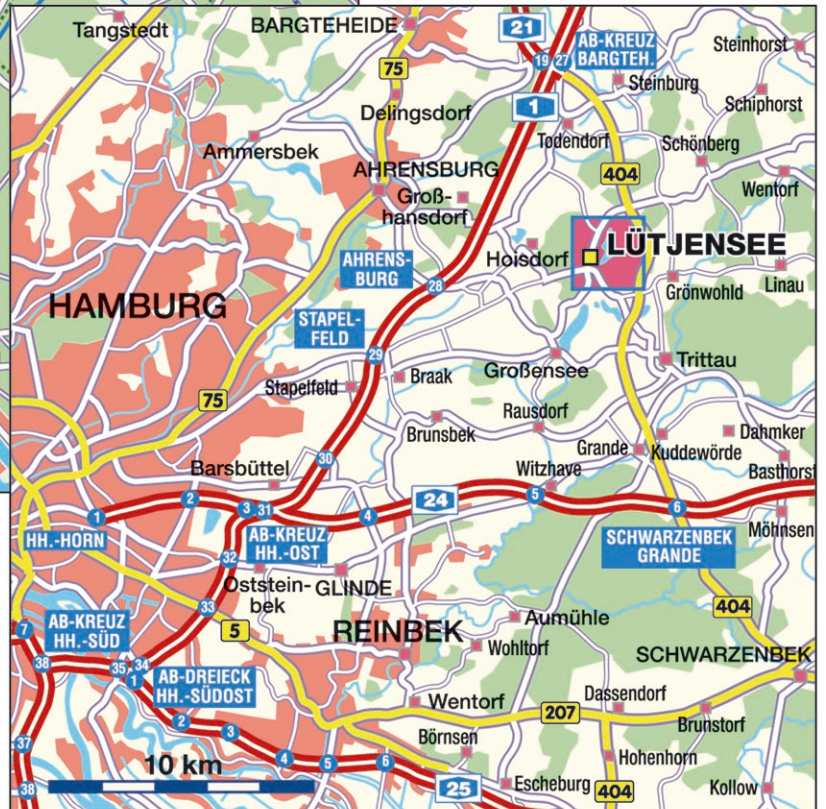 Tangstedt
BARGTEHEIDE
21
AB-KREUZ
BARGTEH.
Steinhorst
19
27
75
Steinburg
Delingsdorf
1
Schiphorst
Ammersbek
Todendorf
Schönberg
AHRENSBURG
404
Wentorf
Groß-
hansdorf
AHRENS-
BURG
Hoisdorf
LÜTJENSEE
28
Grönwohld
Linau
HAMBURG
STAPEL-
FELD
29
Großensee
Trittau
Stapelfeld
Braak
75
Rausdorf
Brunsbek
Dahmker
Grande
Kuddewörde
Barsbüttel
30
Witzhave
Basthorst
24
1
2
3
31
4
5
6
HH.-HORN
AB-KREUZ
HH.-OST
SCHWARZENBEK
GRANDE
Möhnsen
32
Oststein-
bek
GLINDE
33
404
AB-KREUZ
HH.-SÜD
5
REINBEK
Aumühle
7
Wohltorf
SCHWARZENBEK
38
35
34
1
AB-DREIECK
HH.-SÜDOST
Wentorf
Dassendorf
2
3
207
Brunstorf
37
Börnsen
4
5
6
Hohenhorn
10 km
38
25
Escheburg
404
Kollow